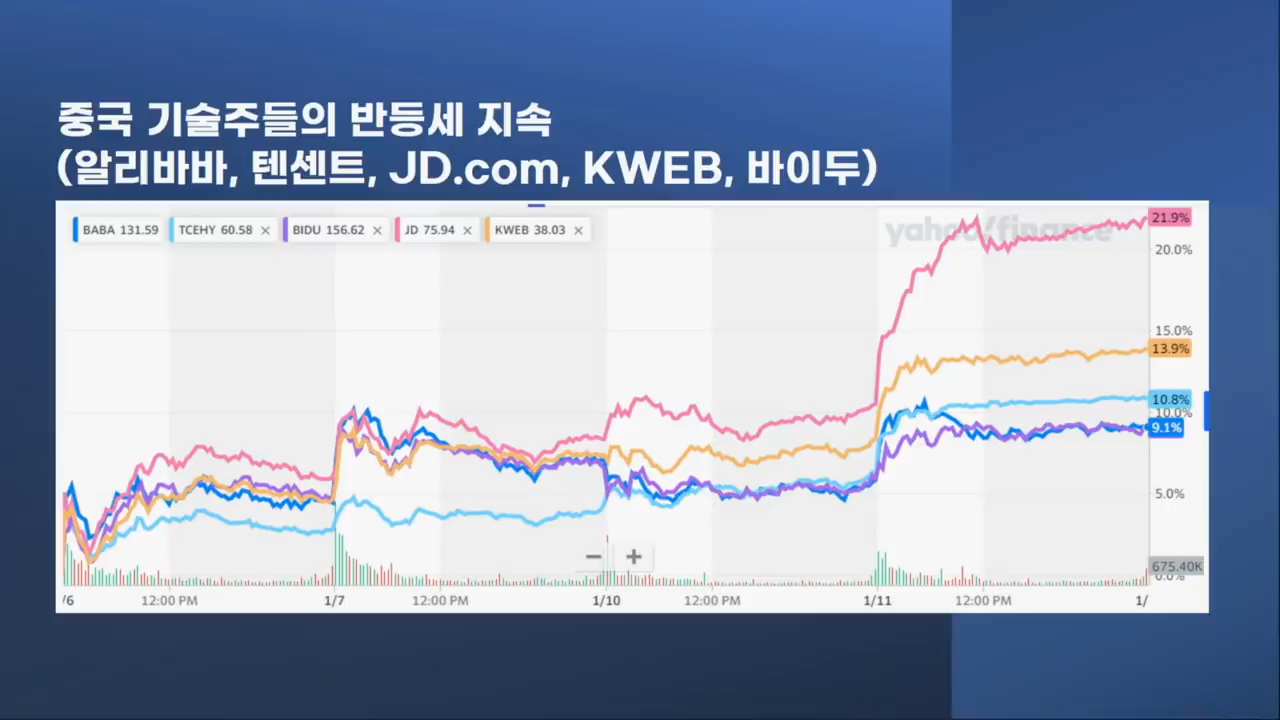 중국 기술주들의 반등세 지속
(알리바바, 텐센트, JD.com, KWEB, 바이두)
BABA 131.59 TCEHY 60.58 × BIDU 156.62 × JD 75.94 × KWEB 38.03 ×
yahoo/finance
21.9%
20.0%
15.0%
13.9%
10.8%
10.0%
9.1%
5.0%
675.40K
0.0%
− +
/6 12:00 PM 1/7 12:00 PM 1/10 12:00 PM 1/11 12:00 PM 1/